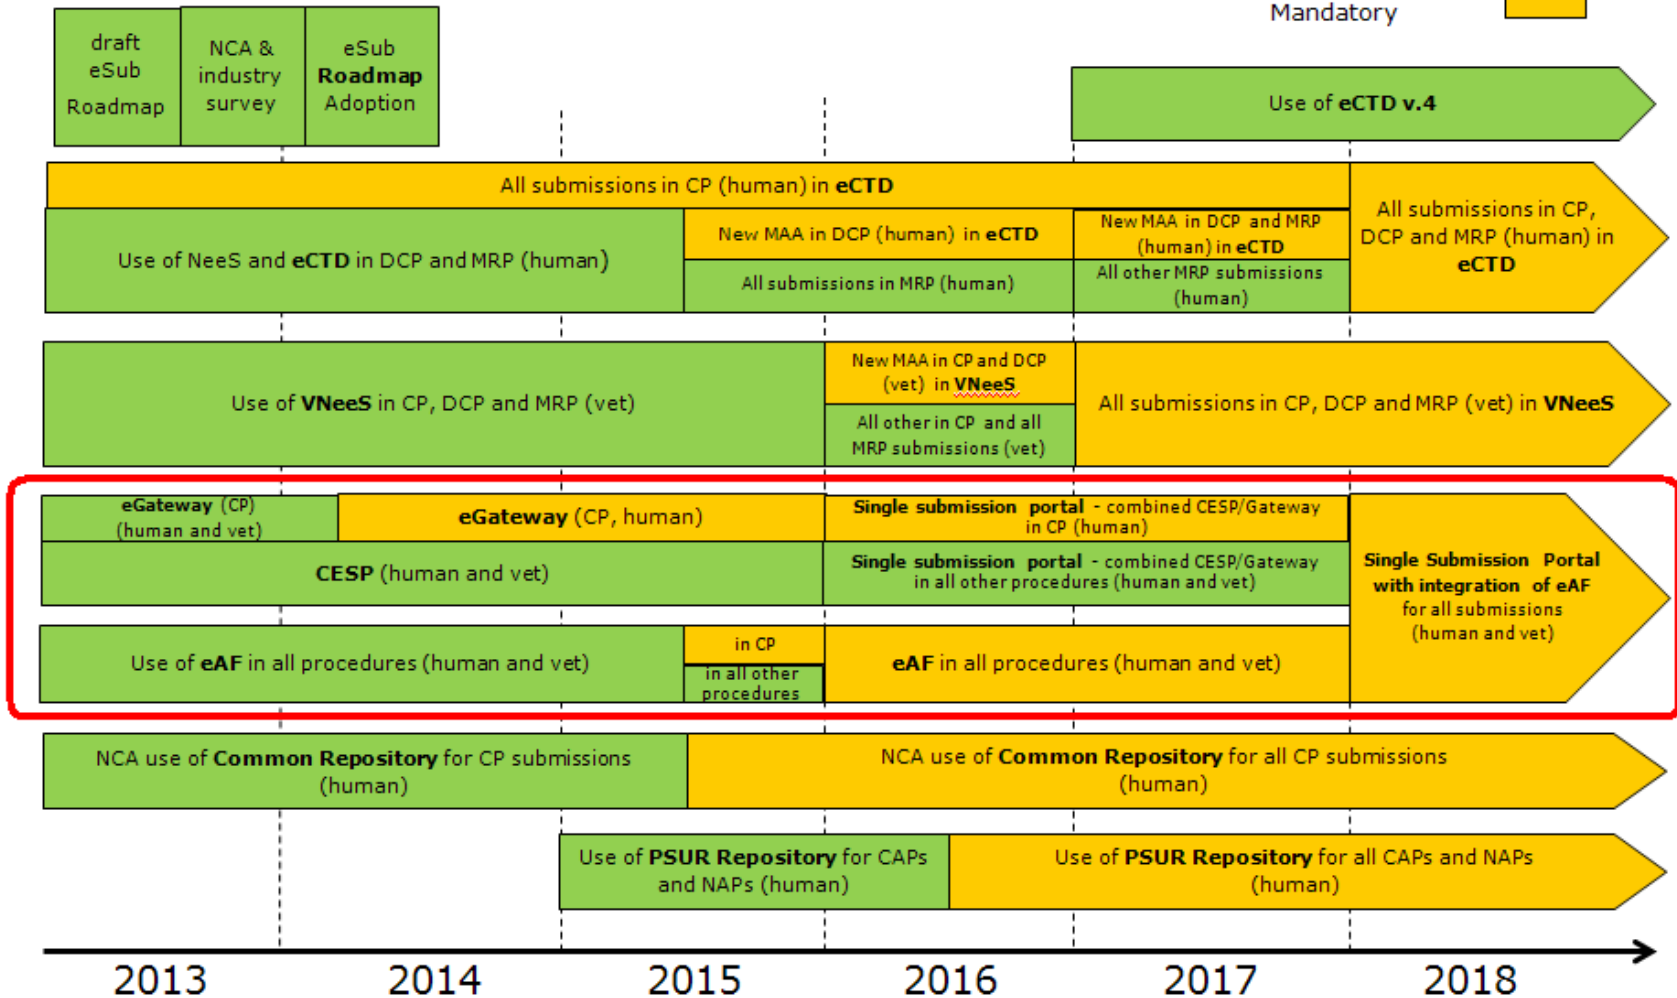 Mandatory
draft
eSub
Roadmap
NCA &
industry
survey
eSub
Roadmap
Adoption
Use of eCTD v.4
All submissions in CP (human) in eCTD
Use of NeeS and eCTD in DCP and MRP (human)
New MAA in DCP (human) in eCTD
All submissions in MRP (human)
New MAA in DCP and MRP
(human) in eCTD
All other MRP submissions
(human)
All submissions in CP,
DCP and MRP (human) in
eCTD
Use of VNeeS in CP, DCP and MRP (vet)
New MAA in CP and DCP
(vet) in VNeeS
All other in CP and all
MRP submissions (vet)
All submissions in CP, DCP and MRP (vet) in VNeeS
eGateway (CP)
(human and vet)
eGateway (CP, human)
Single submission portal - combined CESP/Gateway
in CP (human)
CESP (human and vet)
Single submission portal - combined CESP/Gateway
in all other procedures (human and vet)
Single Submission Portal
with integration of eAF
for all submissions
(human and vet)
Use of eAF in all procedures (human and vet)
in CP
in all other
procedures
eAF in all procedures (human and vet)
NCA use of Common Repository for CP submissions
(human)
NCA use of Common Repository for all CP submissions
(human)
Use of PSUR Repository for CAPs
and NAPs (human)
Use of PSUR Repository for all CAPs and NAPs
(human)
2013 2014 2015 2016 2017 2018